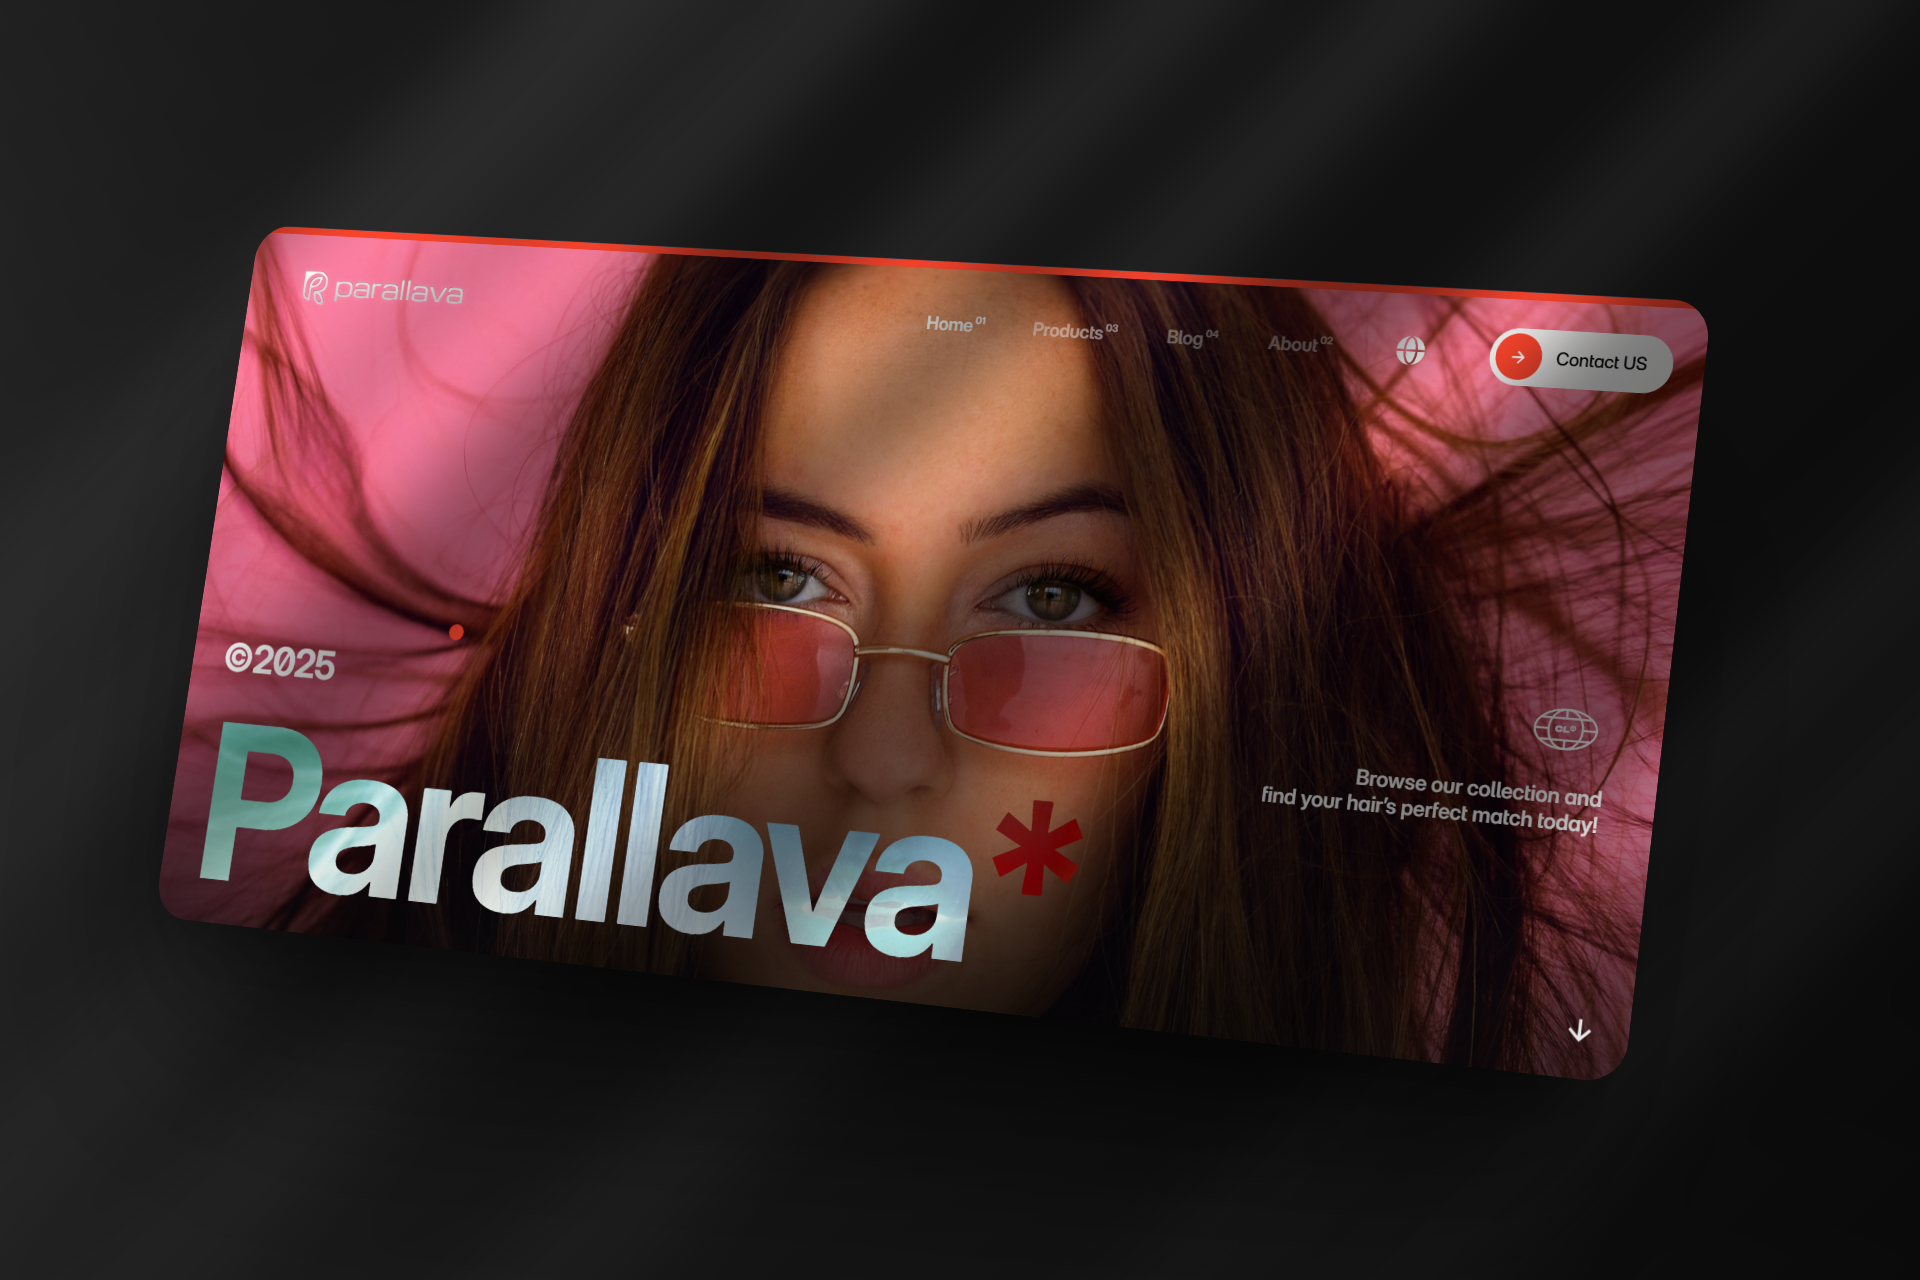 parallava
Home 01
Products 03
Blog 04
About 02
Contact US
©2025
Parallava*
CL®
Browse our collection and
find your hair's perfect match today!